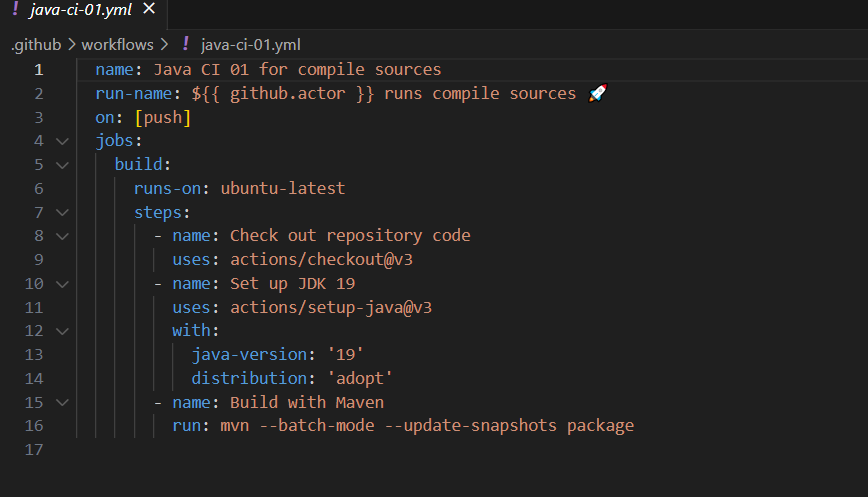 ! java-ci-01.yml ×
.github > workflows > ! java-ci-01.yml
1 name: Java CI 01 for compile sources
2 run-name: ${{ github.actor }} runs compile sources 🚀
3 on: [push]
4 jobs:
5 build:
6 runs-on: ubuntu-latest
7 steps:
8 - name: Check out repository code
9 uses: actions/checkout@v3
10 - name: Set up JDK 19
11 uses: actions/setup-java@v3
12 with:
13 java-version: '19'
14 distribution: 'adopt'
15 - name: Build with Maven
16 run: mvn --batch-mode --update-snapshots package
17